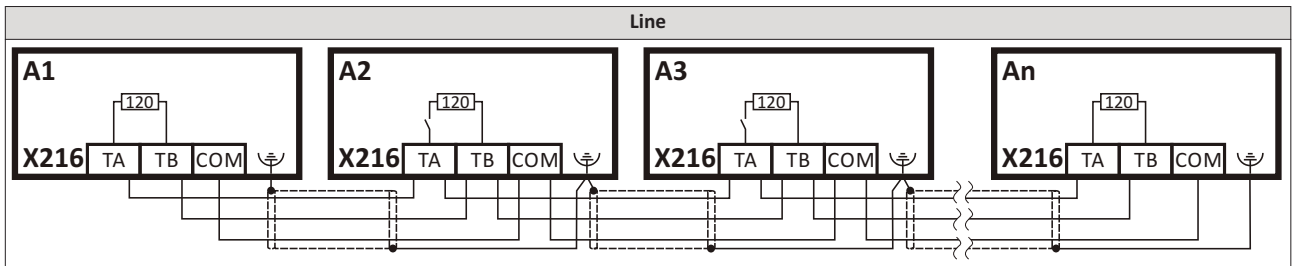 Line
A1 A2 A3 An
120 120 120 120
X216 TA TB COM X216 TA TB COM X216 TA TB COM X216 TA TB COM